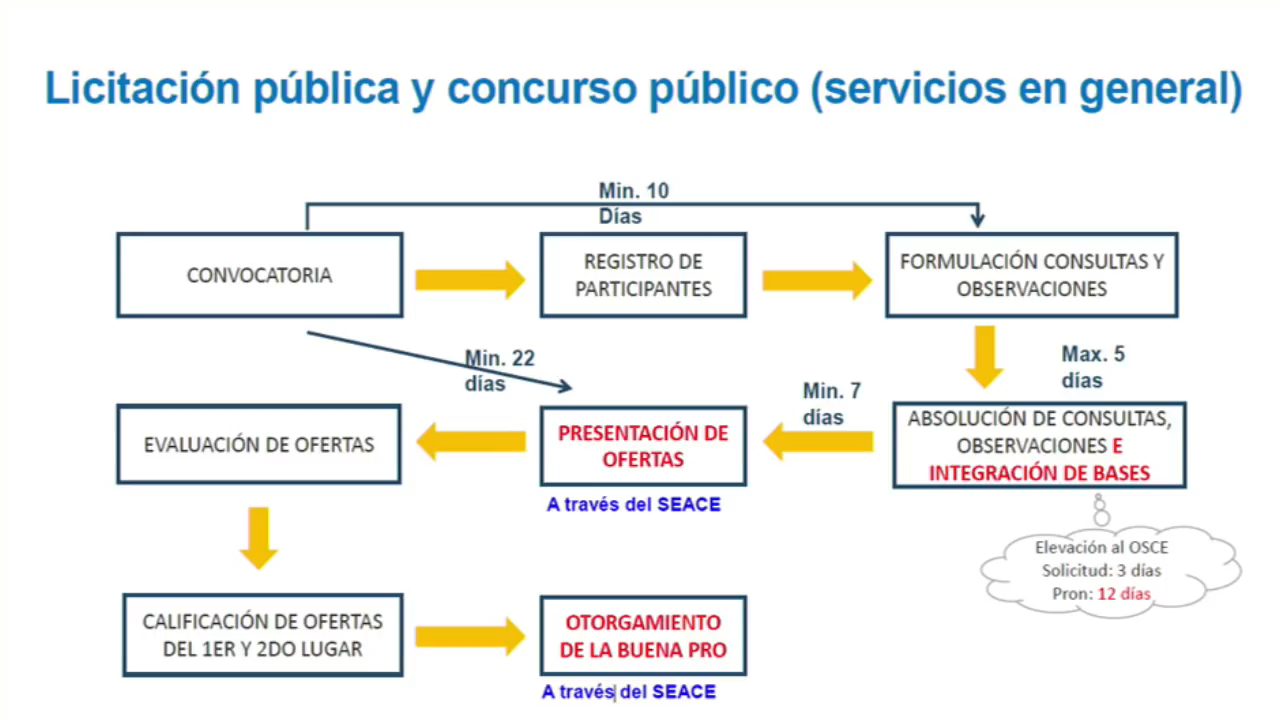 Licitación pública y concurso público (servicios en general)
Min. 10
Días
CONVOCATORIA
REGISTRO DE
PARTICIPANTES
FORMULACIÓN CONSULTAS Y
OBSERVACIONES
Min. 22
días
Min. 7
días
Max. 5
días
EVALUACIÓN DE OFERTAS
PRESENTACIÓN DE
OFERTAS
A través del SEACE
ABSOLUCIÓN DE CONSULTAS,
OBSERVACIONES E
INTEGRACIÓN DE BASES
Elevación al OSCE
Solicitud: 3 días
Pron: 12 días
CALIFICACIÓN DE OFERTAS
DEL 1ER Y 2DO LUGAR
OTORGAMIENTO
DE LA BUENA PRO
A través del SEACE